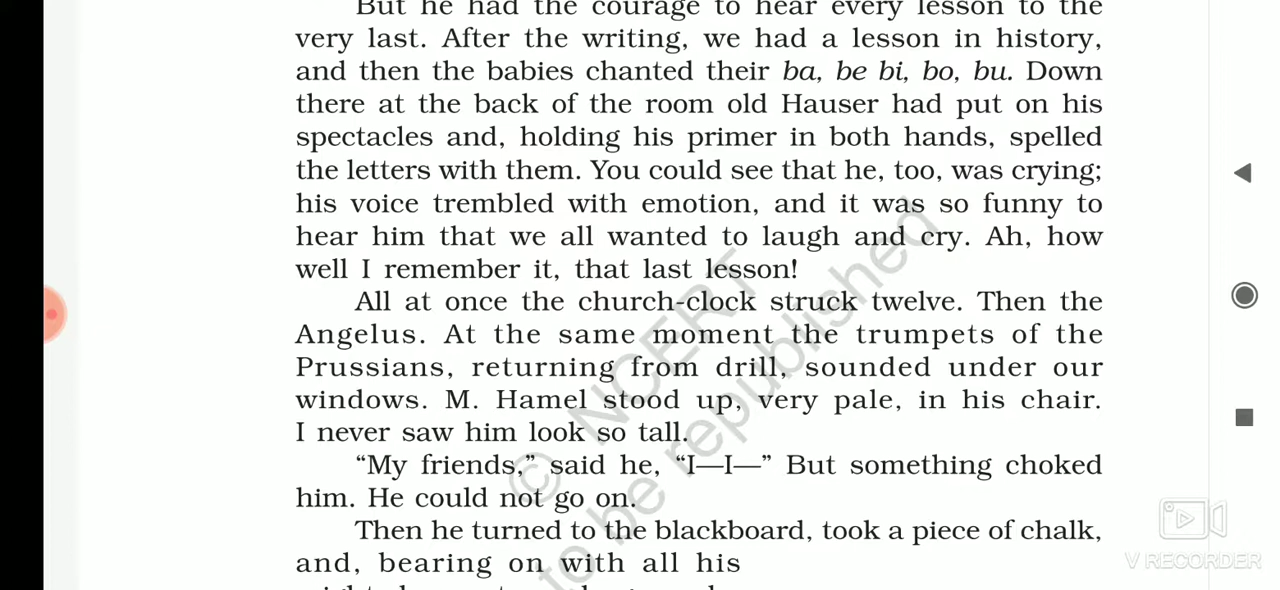 But he had the courage to hear every lesson to the
very last. After the writing, we had a lesson in history,
and then the babies chanted their ba, be bi, bo, bu. Down
there at the back of the room old Hauser had put on his
spectacles and, holding his primer in both hands, spelled
the letters with them. You could see that he, too, was crying;
his voice trembled with emotion, and it was so funny to
hear him that we all wanted to laugh and cry. Ah, how
well I remember it, that last lesson!
All at once the church-clock struck twelve. Then the
Angelus. At the same moment the trumpets of the
Prussians, returning from drill, sounded under our
windows. M. Hamel stood up, very pale, in his chair.
I never saw him look so tall.
“My friends,” said he, “I—I—” But something choked
him. He could not go on.
Then he turned to the blackboard, took a piece of chalk,
and, bearing on with all his
© NCERT
to be republished
V RECORDER